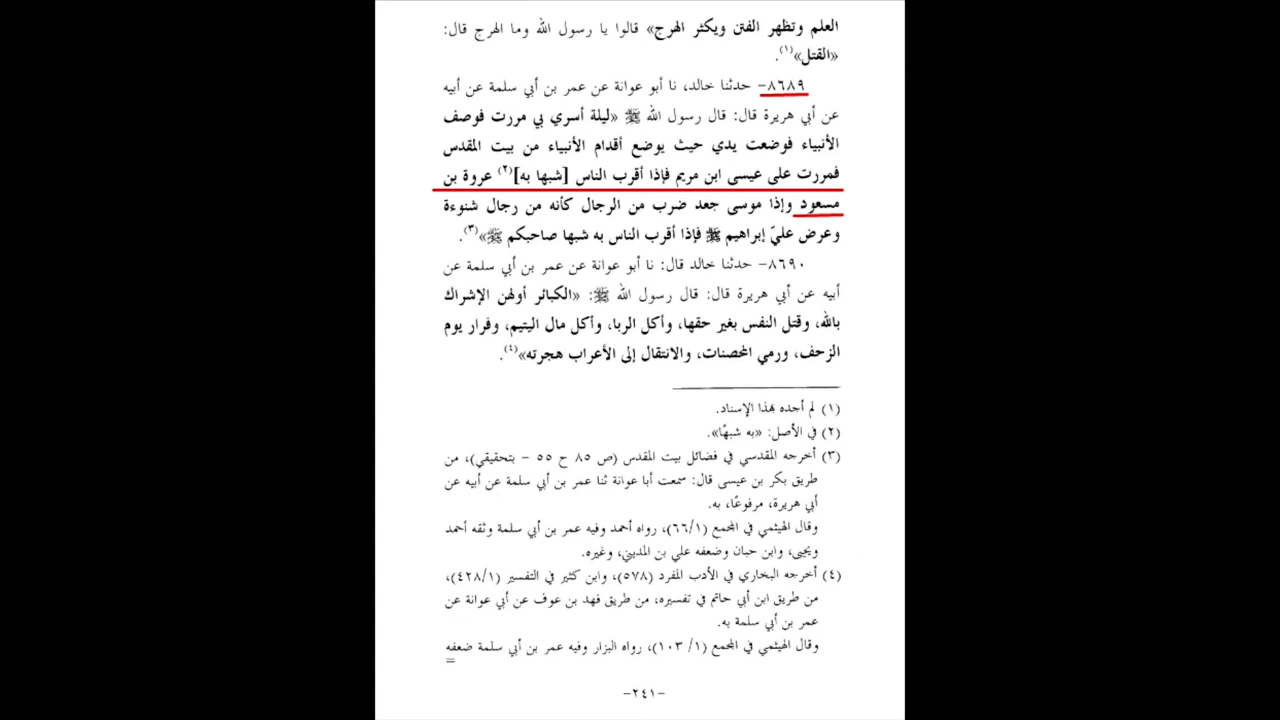 العلم وتظهر الفتن ويكثر الهرج» قالوا يا رسول الله وما الهرج قال:
«القتل»(١).
٨٦٨٩- حدثنا خالد، نا أبو عوانة عن عمر بن أبي سلمة عن أبيه
عن أبي هريرة قال: قال رسول الله ﷺ «ليلة أسري بي مررت فوصف
الأنبياء فوضعت يدي حيث يوضع أقدام الأنبياء من بيت المقدس
فمررت على عيسى ابن مريم فإذا أقرب الناس [شبها به](٢) عروة بن
مسعود وإذا موسى جعد ضرب من الرجال كأنه من رجال شنوءة
وعرض عليّ إبراهيم ﷺ فإذا أقرب الناس به شبها صاحبكم ﷺ»(٣).
٨٦٩٠- حدثنا خالد قال: نا أبو عوانة عن عمر بن أبي سلمة عن
أبيه عن أبي هريرة قال: قال رسول الله ﷺ: «الكبائر أولهن الإشراك
بالله، وقتل النفس بغير حقها، وأكل الربا، وأكل مال اليتيم، وفرار يوم
الزحف، ورمي المحصنات، والانتقال إلى الأعراب هجرته»(٤).
(١) لم أجده بهذا الإسناد.
(٢) في الأصل: «به شبهًا».
(٣) أخرجه المقدسي في فضائل بيت المقدس (ص ٨٥ ح ٥٥ - بتحقيقي)، من
طريق بكر بن عيسى قال: سمعت أبا عوانة ثنا عمر بن أبي سلمة عن أبيه عن
أبي هريرة، مرفوعًا، به.
وقال الهيثمي في المجمع (٦٦/١)، رواه أحمد وفيه عمر بن أبي سلمة وثقه أحمد
ويحيى، وابن حبان وضعفه علي بن المديني، وغيره.
(٤) أخرجه البخاري في الأدب المفرد (٥٧٨)، وابن كثير في التفسير (٤٢٨/١)،
من طريق ابن أبي حاتم في تفسيره، من طريق فهد بن عوف عن أبي عوانة عن
عمر بن أبي سلمة به.
وقال الهيثمي في المجمع (١/ ١٠٣)، رواه البزار وفيه عمر بن أبي سلمة ضعفه
=
-٢٤١-